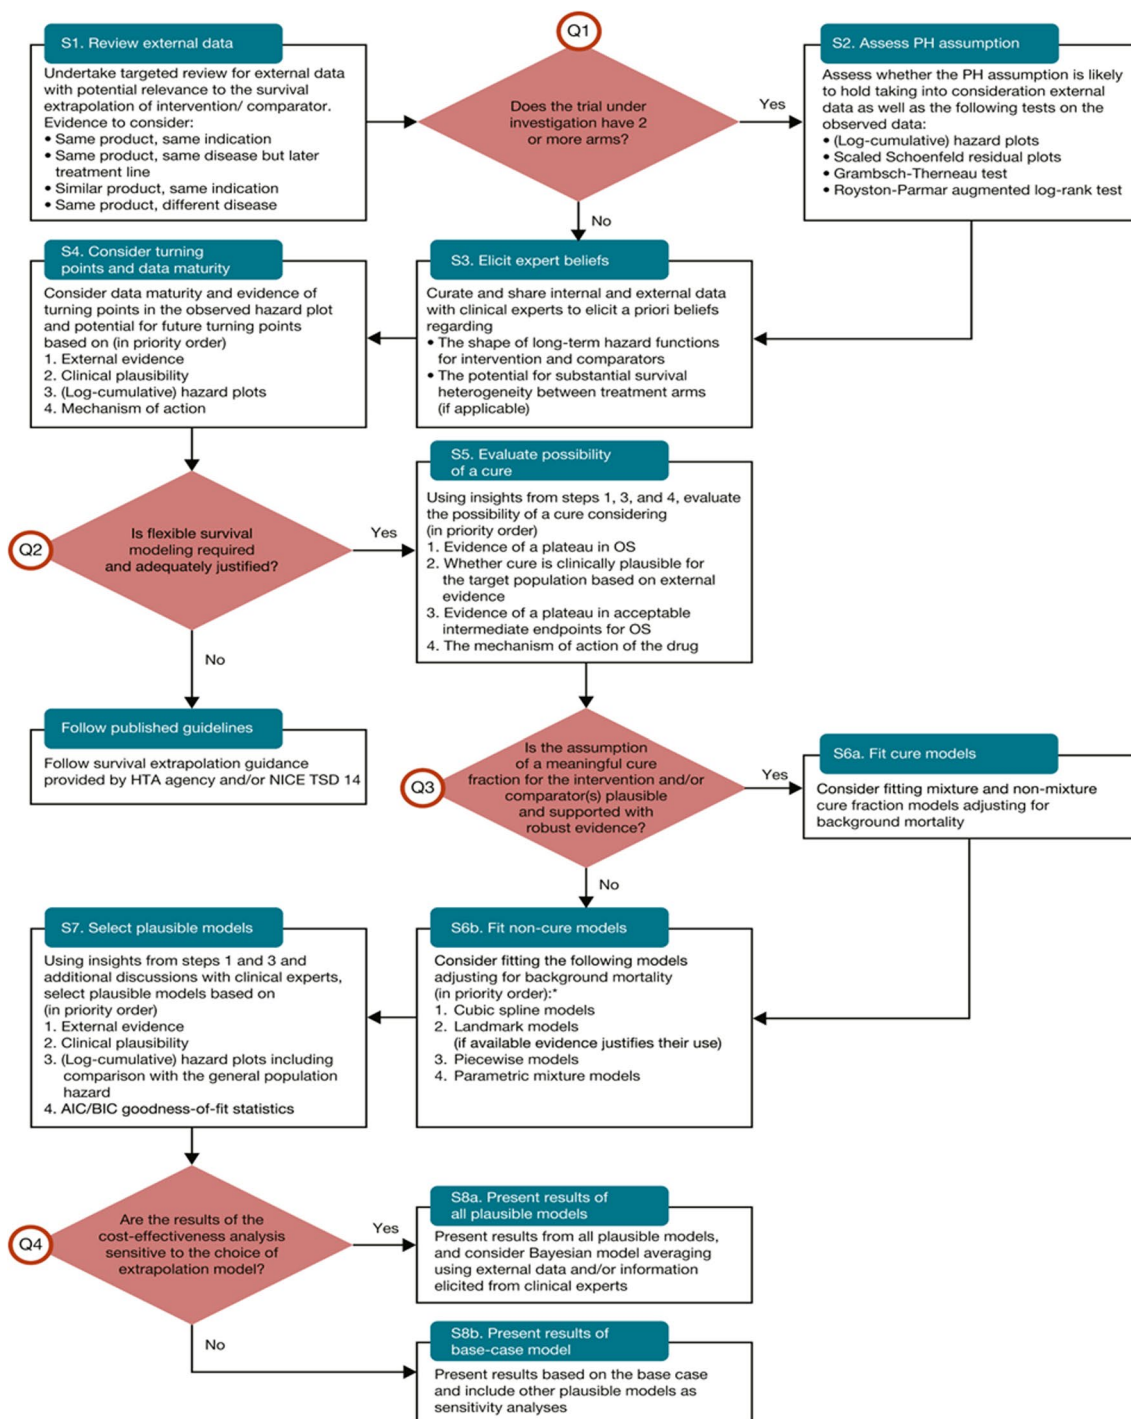 S1. Review external data
Undertake targeted review for external data
with potential relevance to the survival
extrapolation of intervention/ comparator.
Evidence to consider:
• Same product, same indication
• Same product, same disease but later
treatment line
• Similar product, same indication
• Same product, different disease
Q1
Does the trial under
investigation have 2
or more arms?
Yes
No
S2. Assess PH assumption
Assess whether the PH assumption is likely
to hold taking into consideration external
data as well as the following tests on the
observed data:
• (Log-cumulative) hazard plots
• Scaled Schoenfeld residual plots
• Grambsch-Therneau test
• Royston-Parmar augmented log-rank test
S3. Elicit expert beliefs
Curate and share internal and external data
with clinical experts to elicit a priori beliefs
regarding
• The shape of long-term hazard functions
for intervention and comparators
• The potential for substantial survival
heterogeneity between treatment arms
(if applicable)
S4. Consider turning
points and data maturity
Consider data maturity and evidence of
turning points in the observed hazard plot
and potential for future turning points
based on (in priority order)
1. External evidence
2. Clinical plausibility
3. (Log-cumulative) hazard plots
4. Mechanism of action
Q2
Is flexible survival
modeling required
and adequately justified?
Yes
No
Follow published guidelines
Follow survival extrapolation guidance
provided by HTA agency and/or NICE TSD 14
S5. Evaluate possibility
of a cure
Using insights from steps 1, 3, and 4, evaluate
the possibility of a cure considering
(in priority order)
1. Evidence of a plateau in OS
2. Whether cure is clinically plausible for
the target population based on external
evidence
3. Evidence of a plateau in acceptable
intermediate endpoints for OS
4. The mechanism of action of the drug
Q3
Is the assumption
of a meaningful cure
fraction for the intervention and/or
comparator(s) plausible
and supported with
robust evidence?
Yes
No
S6a. Fit cure models
Consider fitting mixture and non-mixture
cure fraction models adjusting for
background mortality
S6b. Fit non-cure models
Consider fitting the following models
adjusting for background mortality
(in priority order):*
1. Cubic spline models
2. Landmark models
(if available evidence justifies their use)
3. Piecewise models
4. Parametric mixture models
S7. Select plausible models
Using insights from steps 1 and 3 and
additional discussions with clinical experts,
select plausible models based on
(in priority order)
1. External evidence
2. Clinical plausibility
3. (Log-cumulative) hazard plots including
comparison with the general population
hazard
4. AIC/BIC goodness-of-fit statistics
Q4
Are the results of the
cost-effectiveness analysis
sensitive to the choice of
extrapolation model?
Yes
No
S8a. Present results of
all plausible models
Present results from all plausible models,
and consider Bayesian model averaging
using external data and/or information
elicited from clinical experts
S8b. Present results of
base-case model
Present results based on the base case
and include other plausible models as
sensitivity analyses